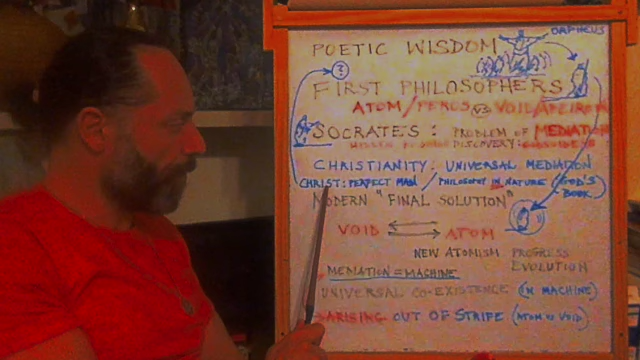 ORPHEUS
POETIC WISDOM
?
FIRST PHILOSOPHERS
ATOM / PERAS VS VOID / APEIRON
SOCRATES: PROBLEM OF MEDIATION
DISCOVERY:
CHRISTIANITY: UNIVERSAL MEDIATION
CHRIST: PERFECT MAN / PHILOSOPHY IN NATURE (GOD'S BOOK)
MODERN "FINAL SOLUTION"
VOID ATOM
NEW ATOMISM PROGRESS
EVOLUTION
MEDIATION = MACHINE
UNIVERSAL CO-EXISTENCE (IN MACHINE)
ARISING OUT OF STRIFE (ATOM VS VOID)